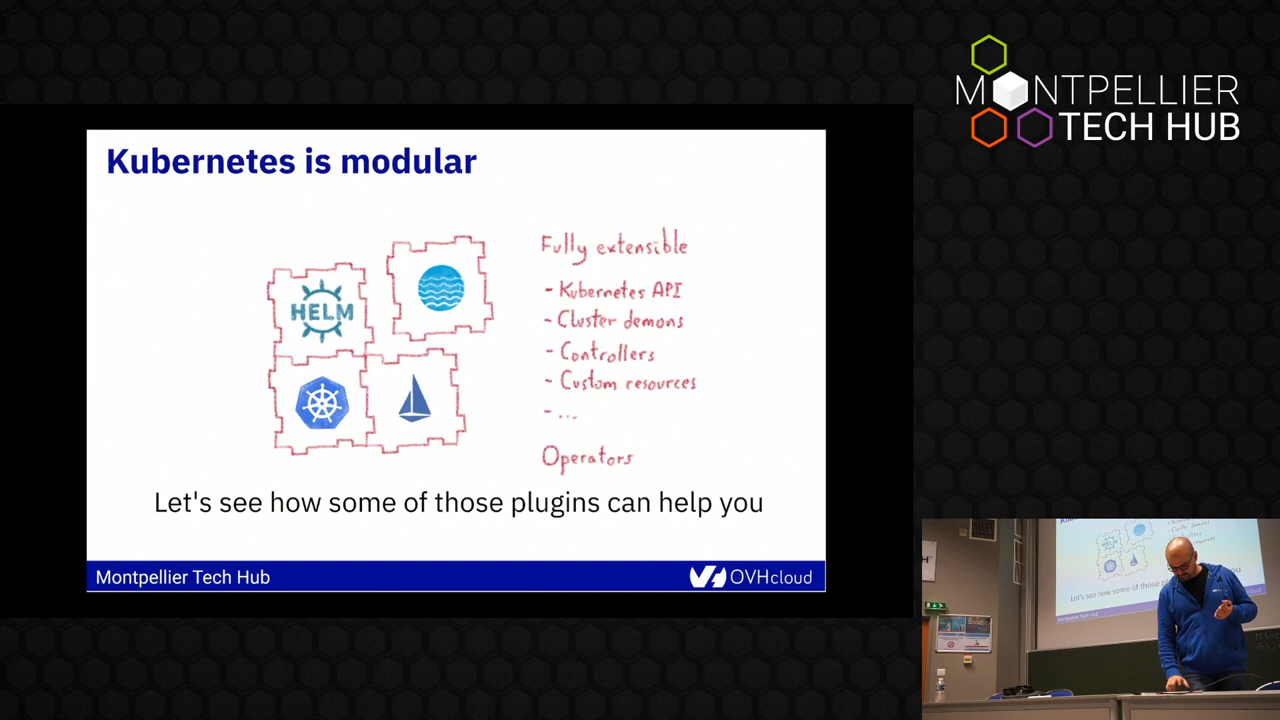 MONTPELLIER
TECH HUB
Kubernetes is modular
HELM
Fully extensible
- Kubernetes API
- Cluster demons
- Controllers
- Custom resources
- ...
Operators
Let's see how some of those plugins can help you
Montpellier Tech Hub
OVHcloud